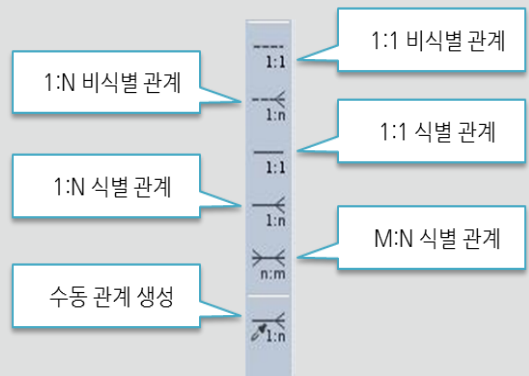 1:1 비식별 관계
1:1
1:N 비식별 관계
1:n
1:1 식별 관계
1:1
1:N 식별 관계
1:n
M:N 식별 관계
n:m
수동 관계 생성
1:n